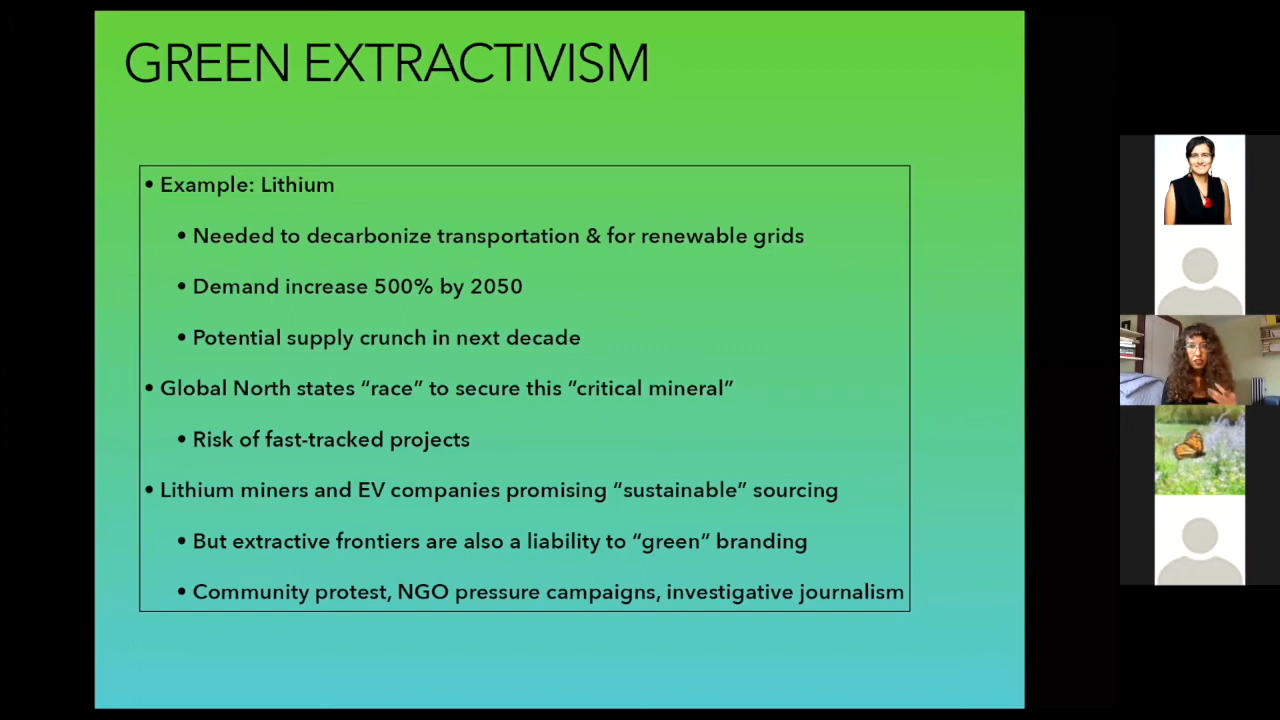 GREEN EXTRACTIVISM
• Example: Lithium
• Needed to decarbonize transportation & for renewable grids
• Demand increase 500% by 2050
• Potential supply crunch in next decade
• Global North states “race” to secure this “critical mineral”
• Risk of fast-tracked projects
• Lithium miners and EV companies promising “sustainable” sourcing
• But extractive frontiers are also a liability to “green” branding
• Community protest, NGO pressure campaigns, investigative journalism